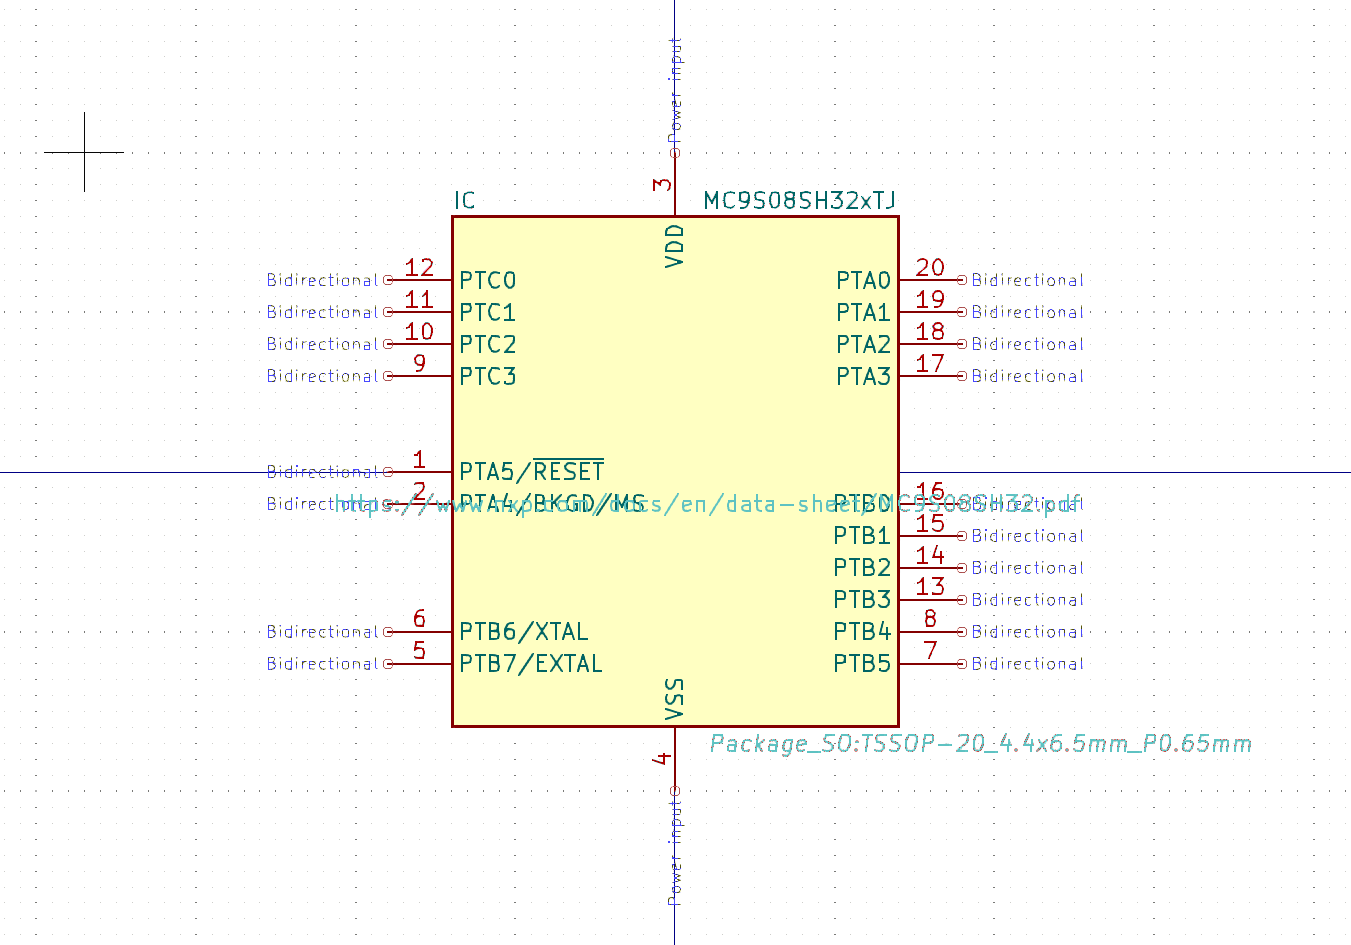 Power input
3
IC MC9S08SH32xTJ
VDD
Bidirectional 12 PTC0 PTA0 20 Bidirectional
Bidirectional 11 PTC1 PTA1 19 Bidirectional
Bidirectional 10 PTC2 PTA2 18 Bidirectional
Bidirectional 9 PTC3 PTA3 17 Bidirectional
Bidirectional 1 PTA5/RESET
Bidirectional 2 PTA4/BKGD/MS PTB0 16 Bidirectional
https://www.nxp.com/docs/en/data-sheet/MC9S08SH32.pdf
PTB1 15 Bidirectional
PTB2 14 Bidirectional
PTB3 13 Bidirectional
Bidirectional 6 PTB6/XTAL PTB4 8 Bidirectional
Bidirectional 5 PTB7/EXTAL PTB5 7 Bidirectional
VSS
Package_SO:TSSOP-20_4.4x6.5mm_P0.65mm
4
Power input